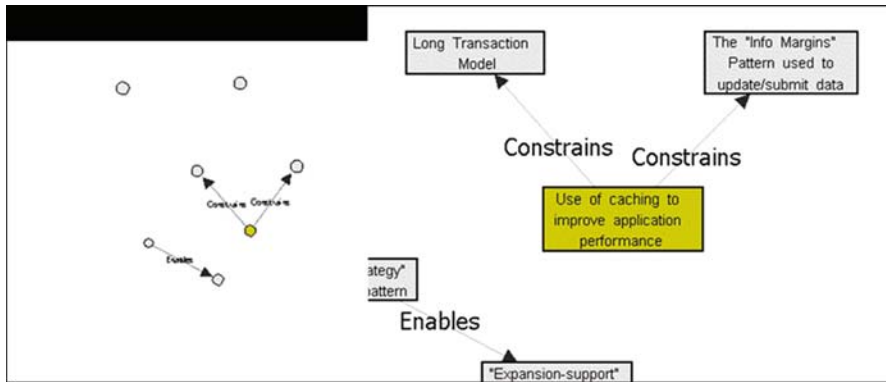 Constrains
Constrains
Enables
Long Transaction
Model
The "Info Margins"
Pattern used to
update/submit data
Constrains
Constrains
Use of caching to
improve application
performance
ategy"
pattern
Enables
"Expansion-support"